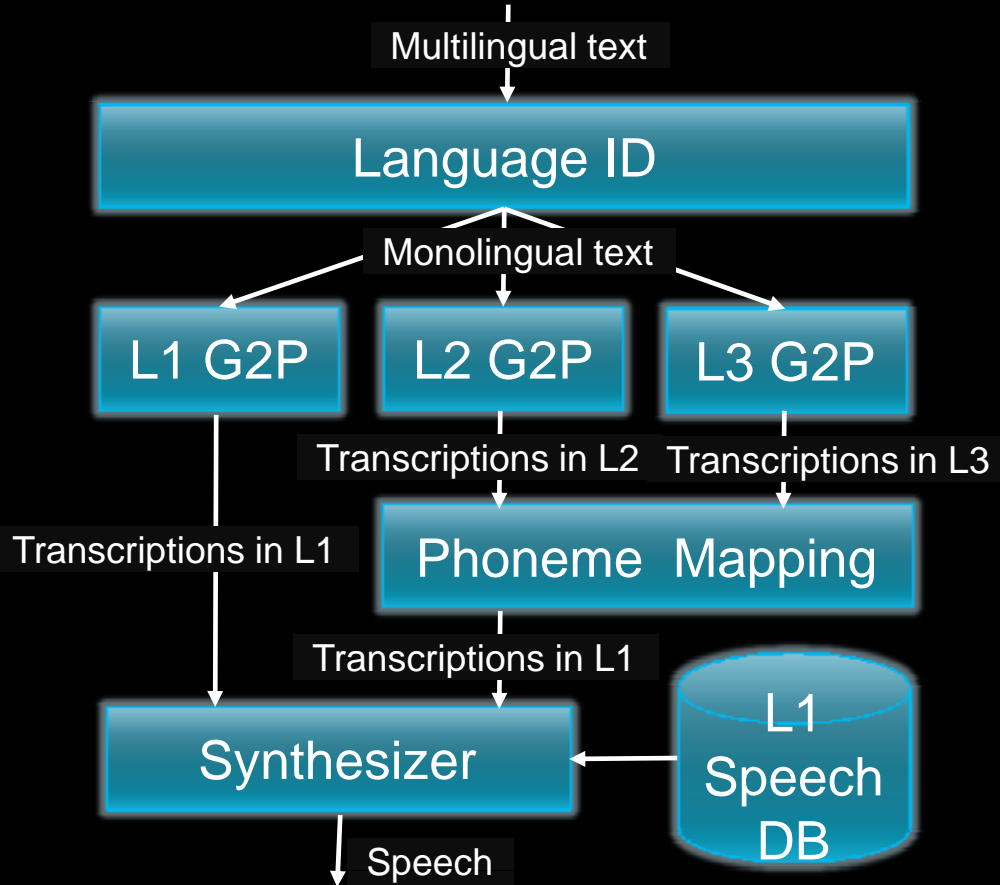 Multilingual text
Language ID
Monolingual text
L1 G2P
L2 G2P
L3 G2P
Transcriptions in L2
Transcriptions in L3
Transcriptions in L1
Phoneme Mapping
Transcriptions in L1
L1
Speech
DB
Synthesizer
Speech